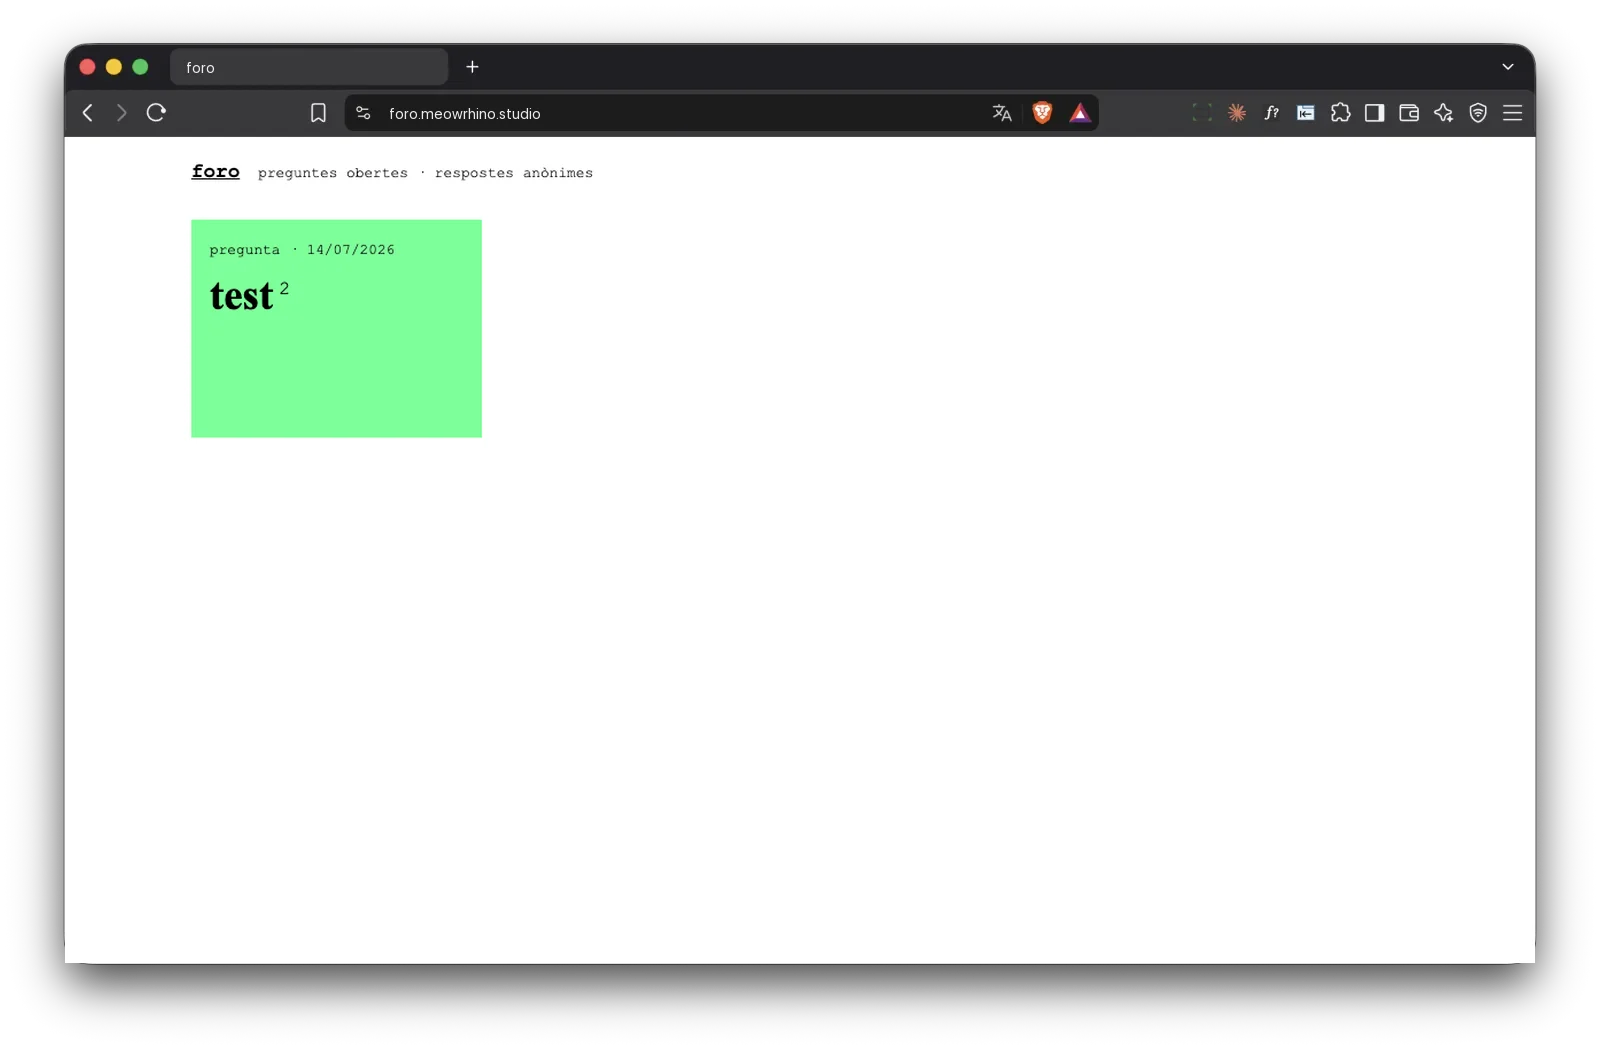 foro
foro.meowrhino.studio
f?
foro preguntes obertes · respostes anònimes
pregunta · 14/07/2026
test 2